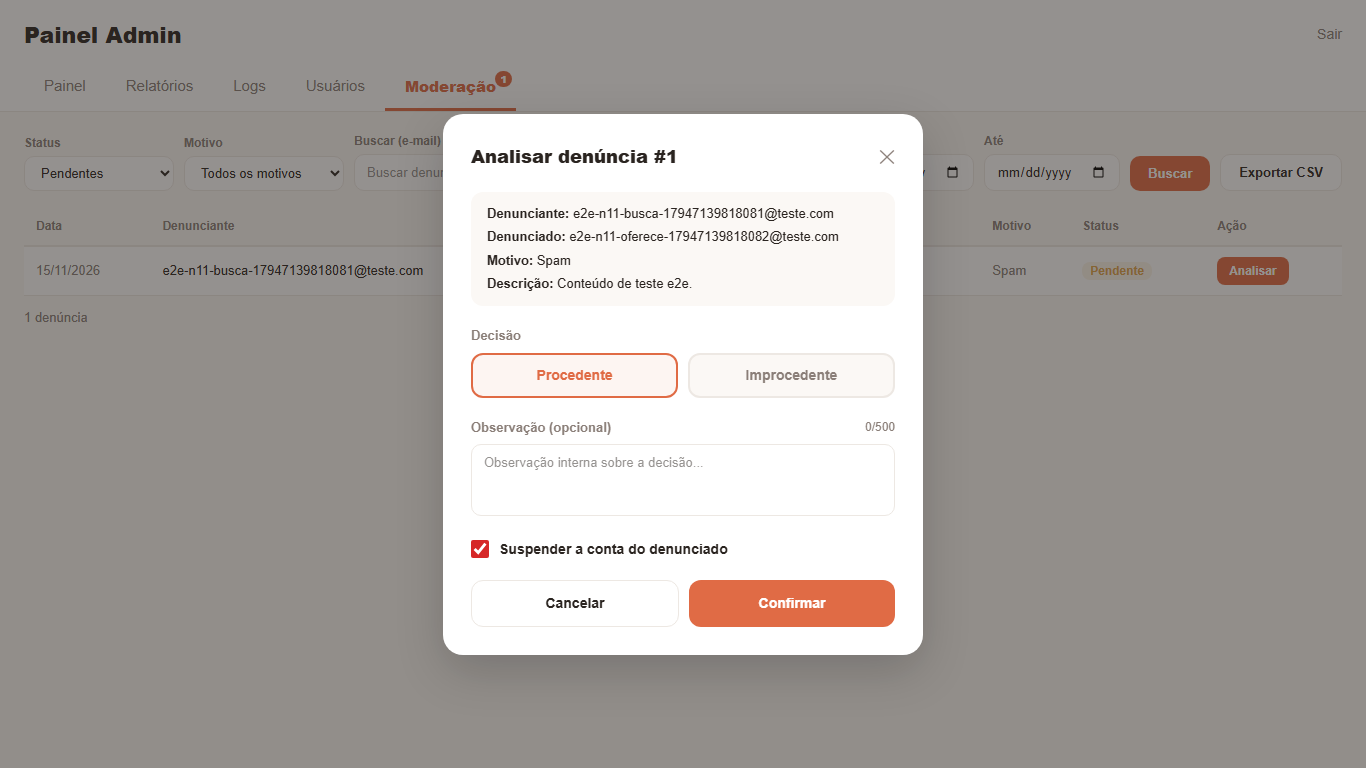 Painel Admin
Sair
Painel
Relatórios
Logs
Usuários
Moderação
1
Status
Motivo
Buscar (e-mail)
Até
Pendentes
Todos os motivos
Buscar
mm/dd/yyyy
Buscar
Exportar CSV
Data
Denunciante
Motivo
Status
Ação
15/11/2026
e2e-n11-busca-17947139818081@teste.com
Spam
Pendente
Analisar
1 denúncia
Analisar denúncia #1
Denunciante: e2e-n11-busca-17947139818081@teste.com
Denunciado: e2e-n11-oferece-17947139818082@teste.com
Motivo: Spam
Descrição: Conteúdo de teste e2e.
Decisão
Procedente
Improcedente
Observação (opcional)
0/500
Observação interna sobre a decisão...
Suspender a conta do denunciado
Cancelar
Confirmar